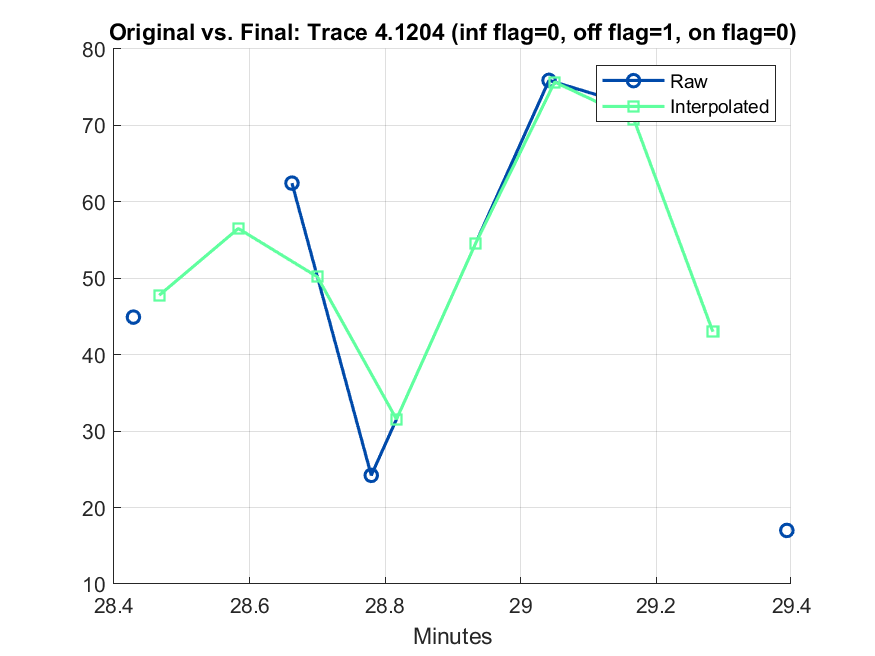 Original vs. Final: Trace 4.1204 (inf flag=0, off flag=1, on flag=0)
80
Raw
Interpolated
70
60
50
40
30
20
10
28.4 28.6 28.8 29 29.2 29.4
Minutes